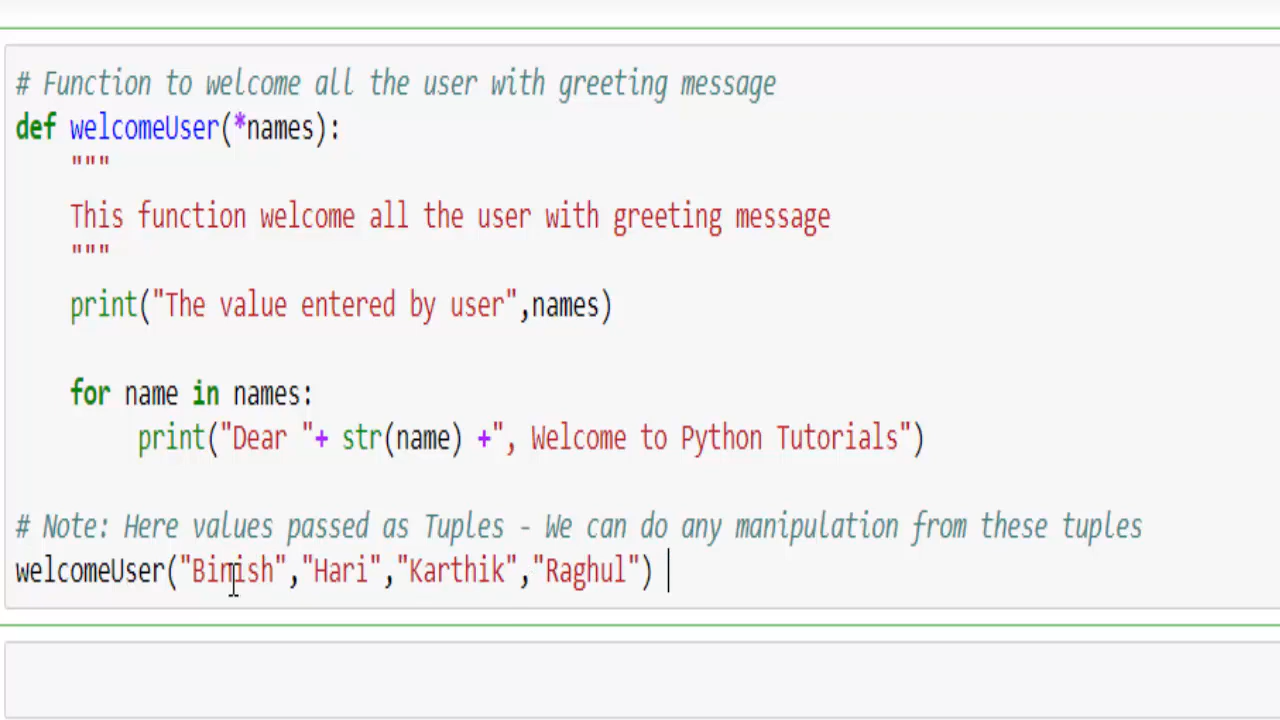 # Function to welcome all the user with greeting message
def welcomeUser(*names):
    """
    This function welcome all the user with greeting message
    """
    print("The value entered by user",names)
    for name in names:
         print("Dear "+ str(name) +", Welcome to Python Tutorials")
# Note: Here values passed as Tuples - We can do any manipulation from these tuples
welcomeUser("Binish","Hari","Karthik","Raghul")